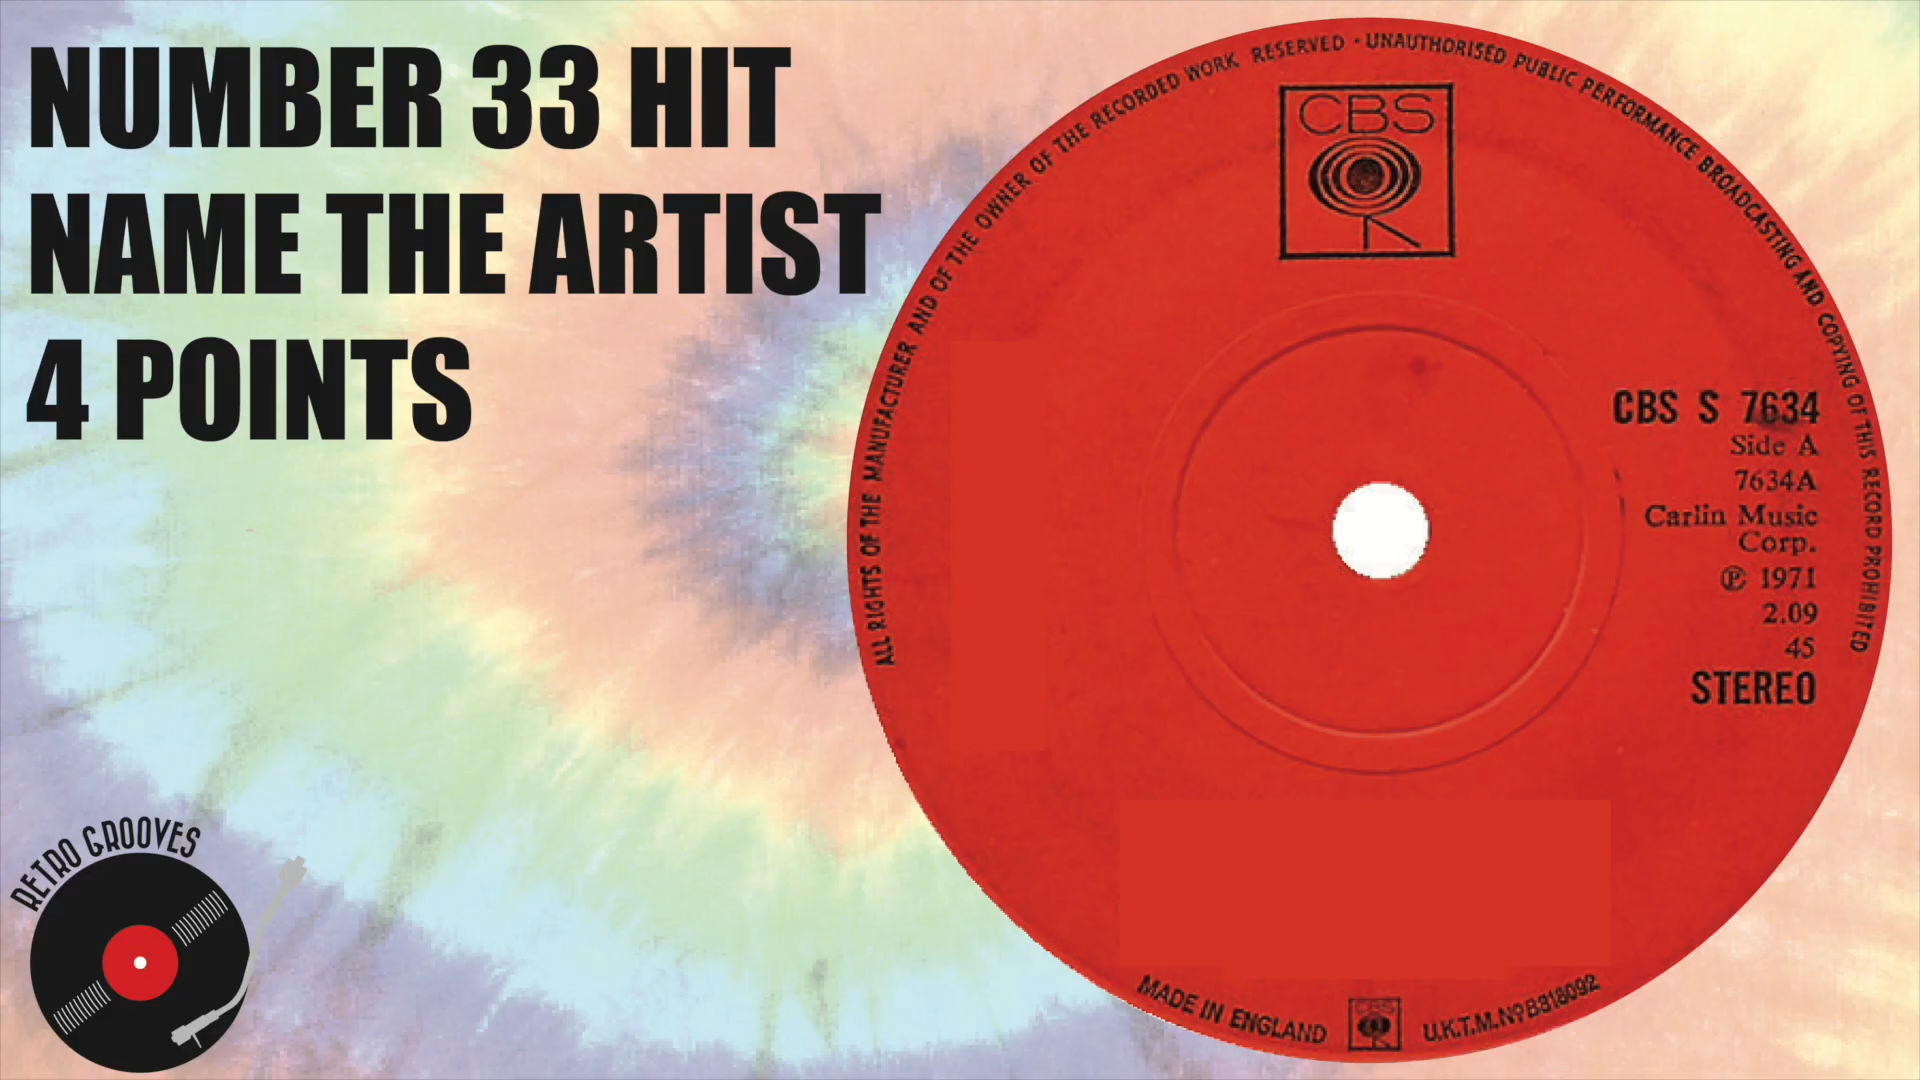 NUMBER 33 HIT
NAME THE ARTIST
4 POINTS
ALL RIGHTS OF THE MANUFACTURER AND OF THE OWNER OF THE RECORDED WORK RESERVED · UNAUTHORISED PUBLIC PERFORMANCE BROADCASTING AND COPYING OF THIS RECORD PROHIBITED
CBS
CBS S 7634
Side A
7634A
Carlin Music
Corp.
℗ 1971
2.09
45
STEREO
MADE IN ENGLAND
CBS
U.K.T.M.NºB318092
RETRO GROOVES